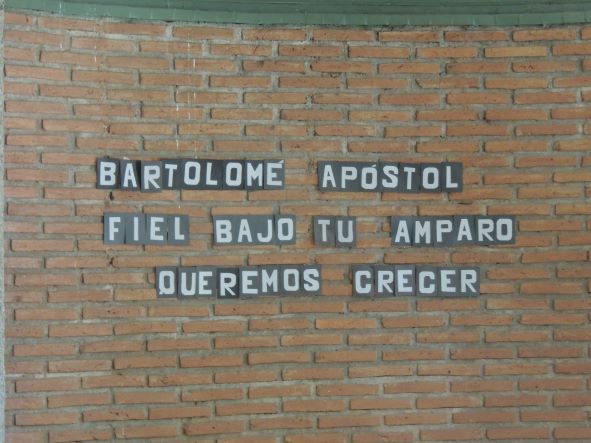 BARTOLOMÉ APÓSTOL
FIEL BAJO TU AMPARO
QUEREMOS CRECER